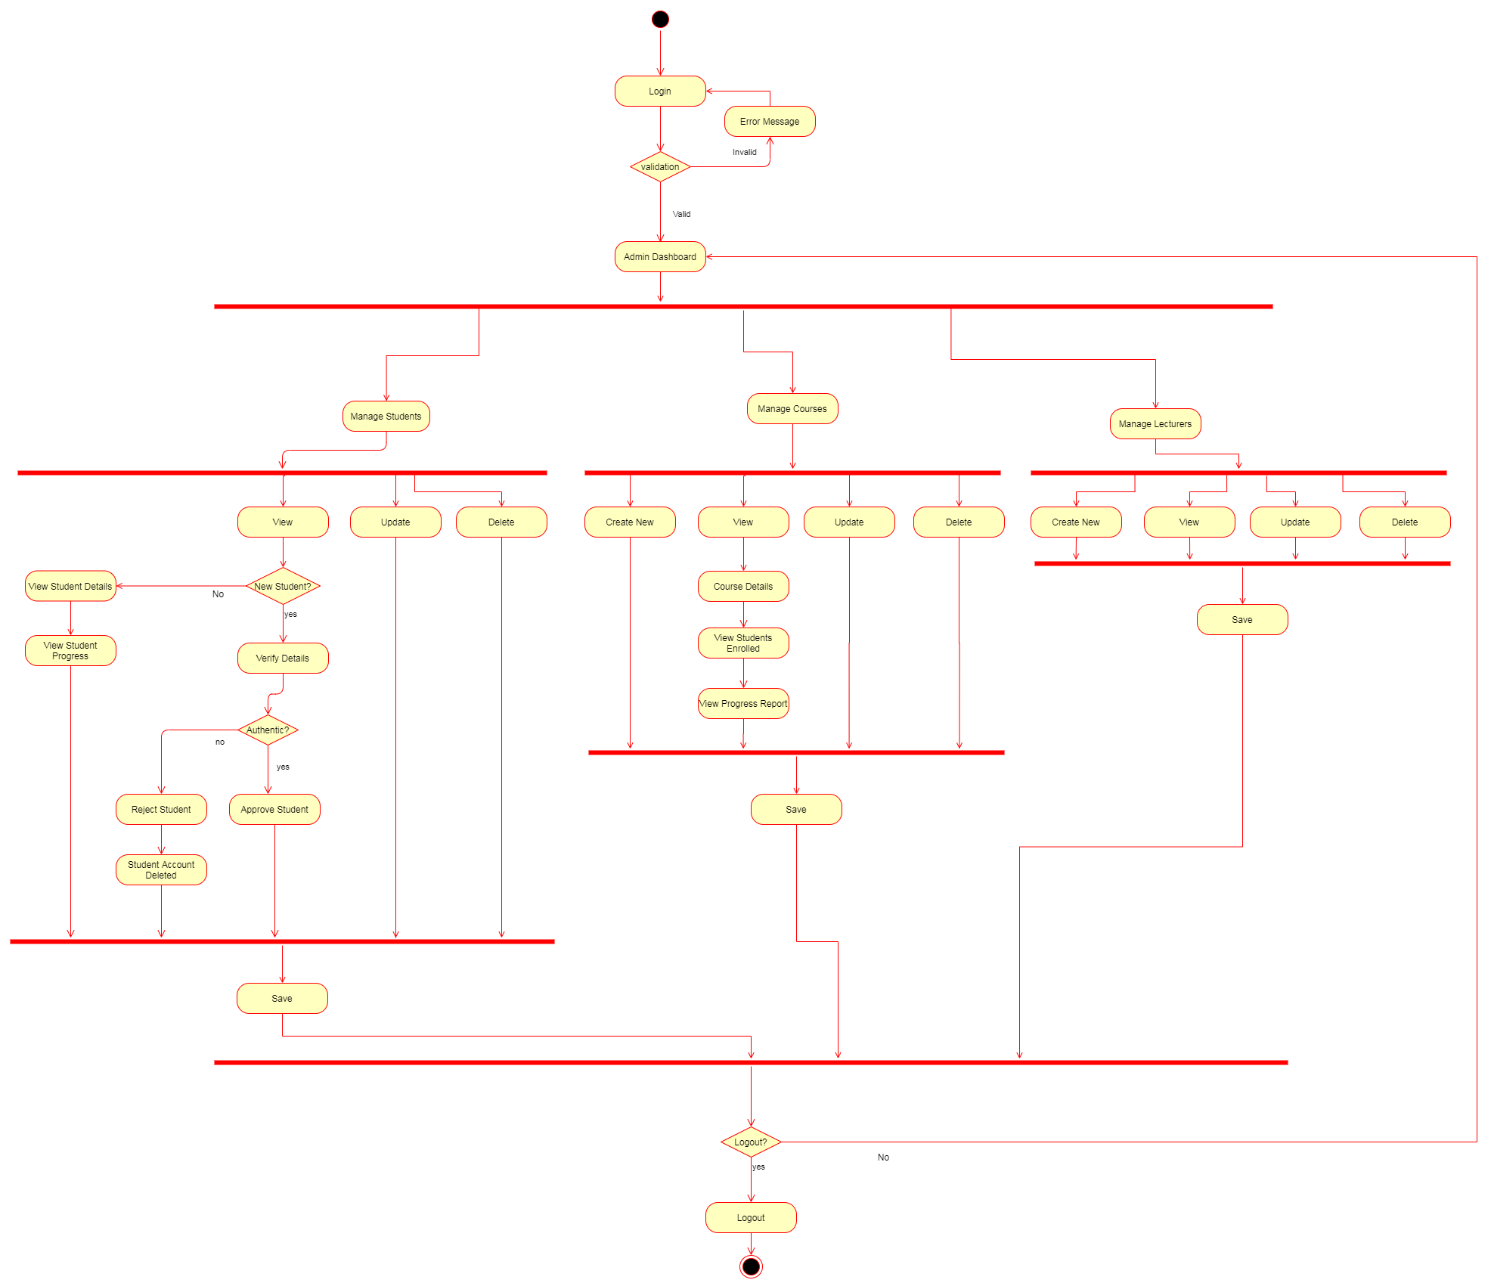 Login
Error Message
Invalid
validation
Valid
Admin Dashboard
Manage Students
Manage Courses
Manage Lecturers
View
Update
Delete
Create New
View
Update
Delete
Create New
View
Update
Delete
View Student Details
No
New Student?
yes
Course Details
View Student
Progress
Verify Details
View Students
Enrolled
Save
View Progress Report
Authentic?
no
yes
Reject Student
Approve Student
Save
Student Account
Deleted
Save
Logout?
No
yes
Logout